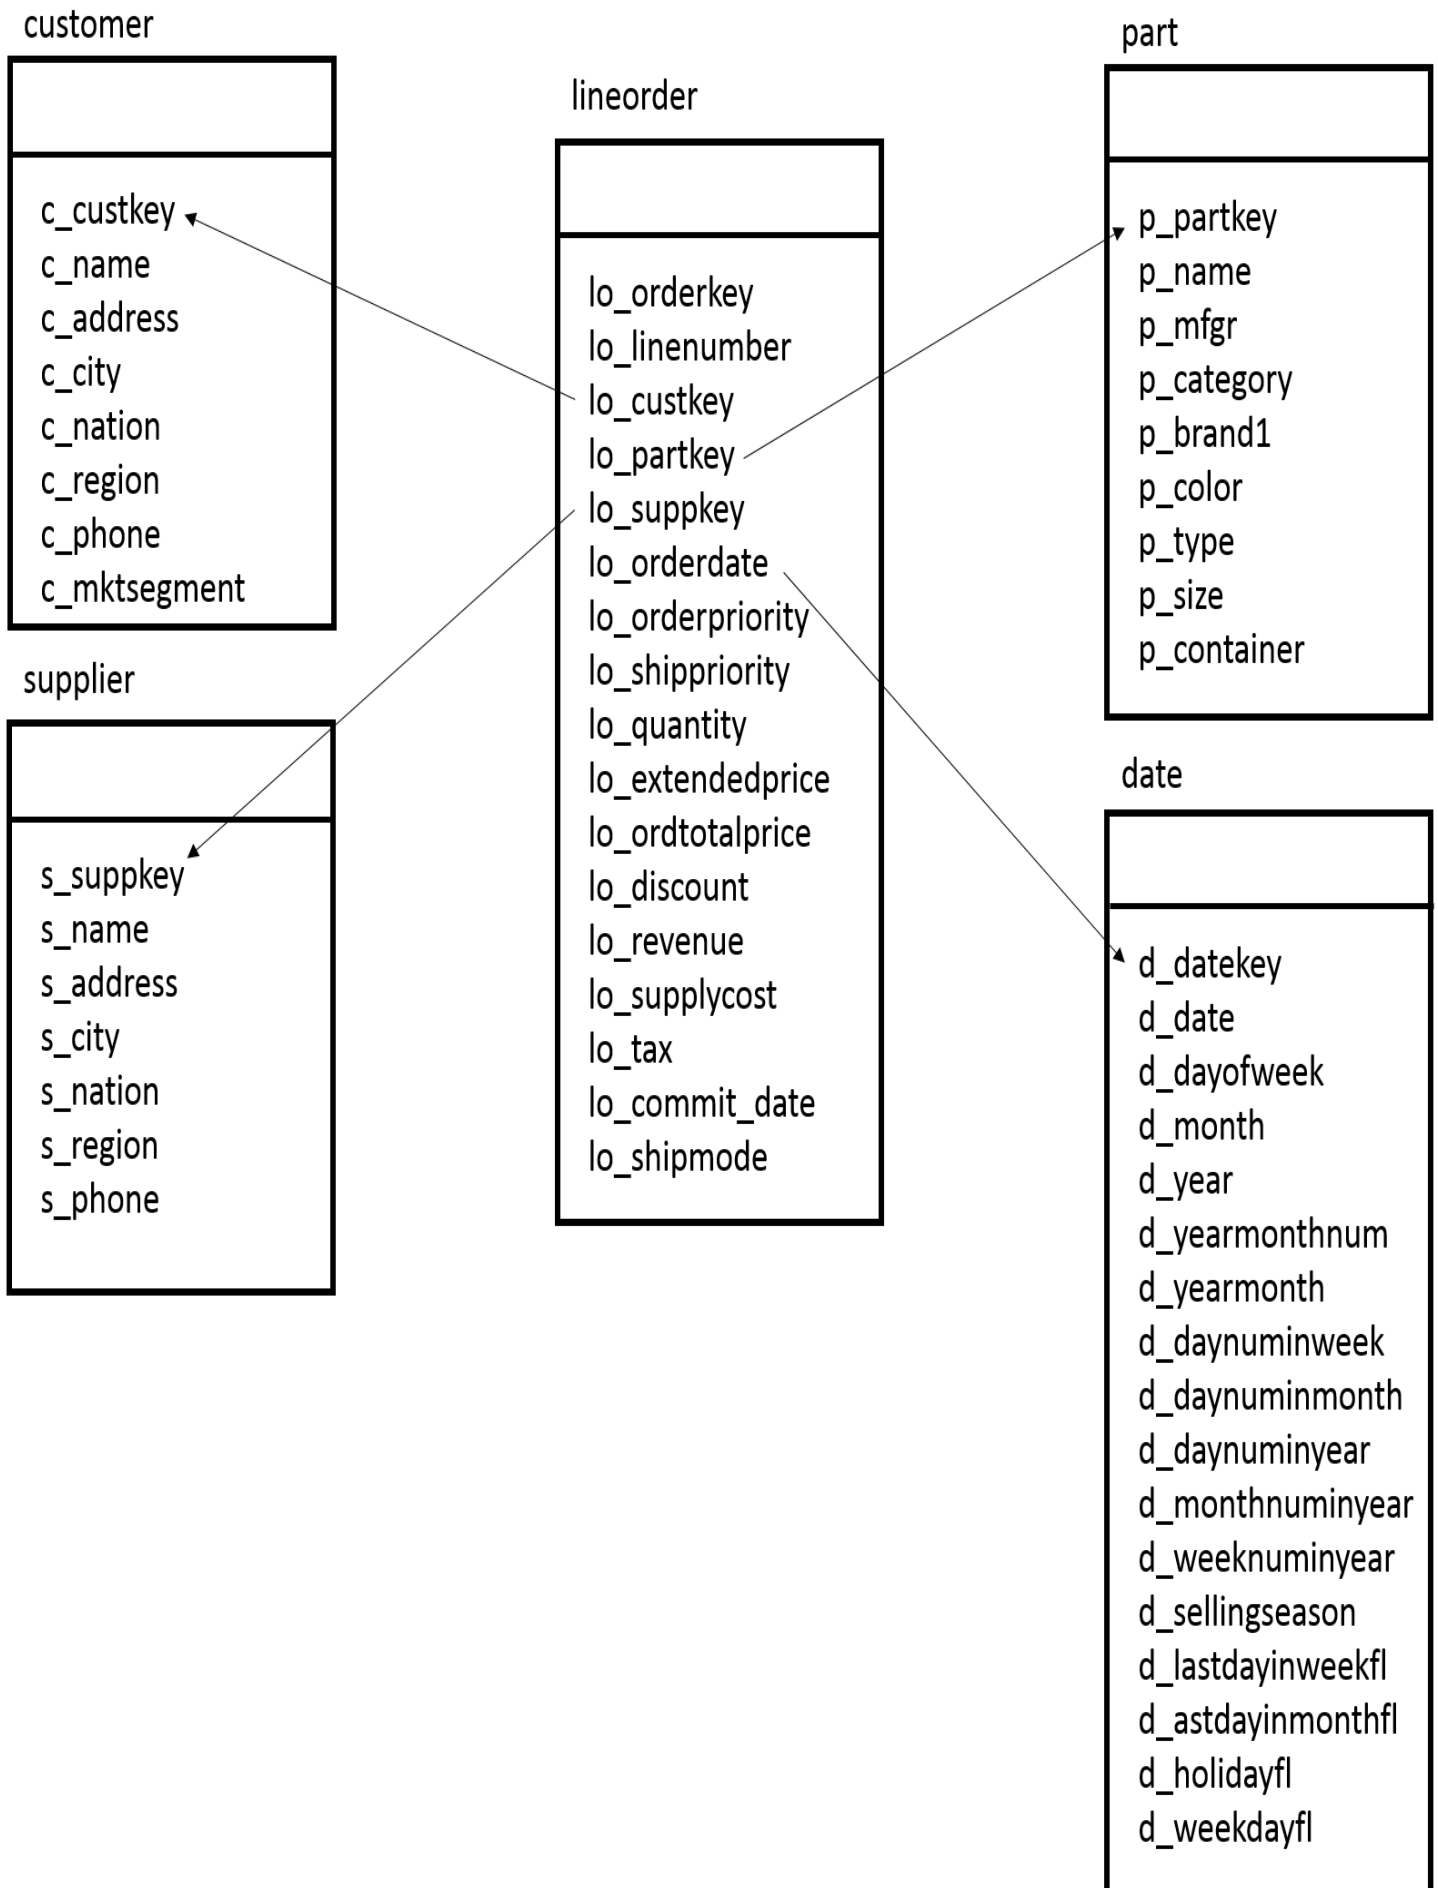 customer
c_custkey
c_name
c_address
c_city
c_nation
c_region
c_phone
c_mktsegment
supplier
s_suppkey
s_name
s_address
s_city
s_nation
s_region
s_phone
lineorder
lo_orderkey
lo_linenumber
lo_custkey
lo_partkey
lo_suppkey
lo_orderdate
lo_orderpriority
lo_shippriority
lo_quantity
lo_extendedprice
lo_ordtotalprice
lo_discount
lo_revenue
lo_supplycost
lo_tax
lo_commit_date
lo_shipmode
part
p_partkey
p_name
p_mfgr
p_category
p_brand1
p_color
p_type
p_size
p_container
date
d_datekey
d_date
d_dayofweek
d_month
d_year
d_yearmonthnum
d_yearmonth
d_daynuminweek
d_daynuminmonth
d_daynuminyear
d_monthnuminyear
d_weeknuminyear
d_sellingseason
d_lastdayinweekfl
d_astdayinmonthfl
d_holidayfl
d_weekdayfl